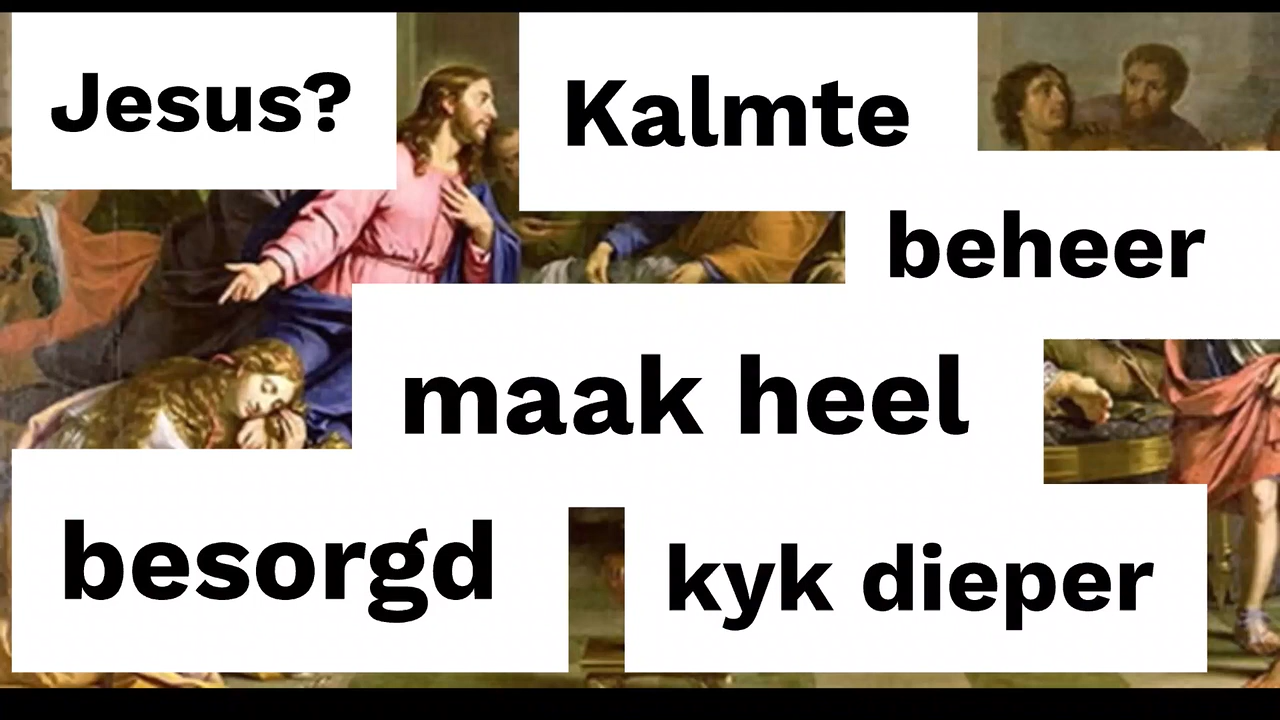 Jesus?
Kalmte
beheer
maak heel
besorgd
kyk dieper